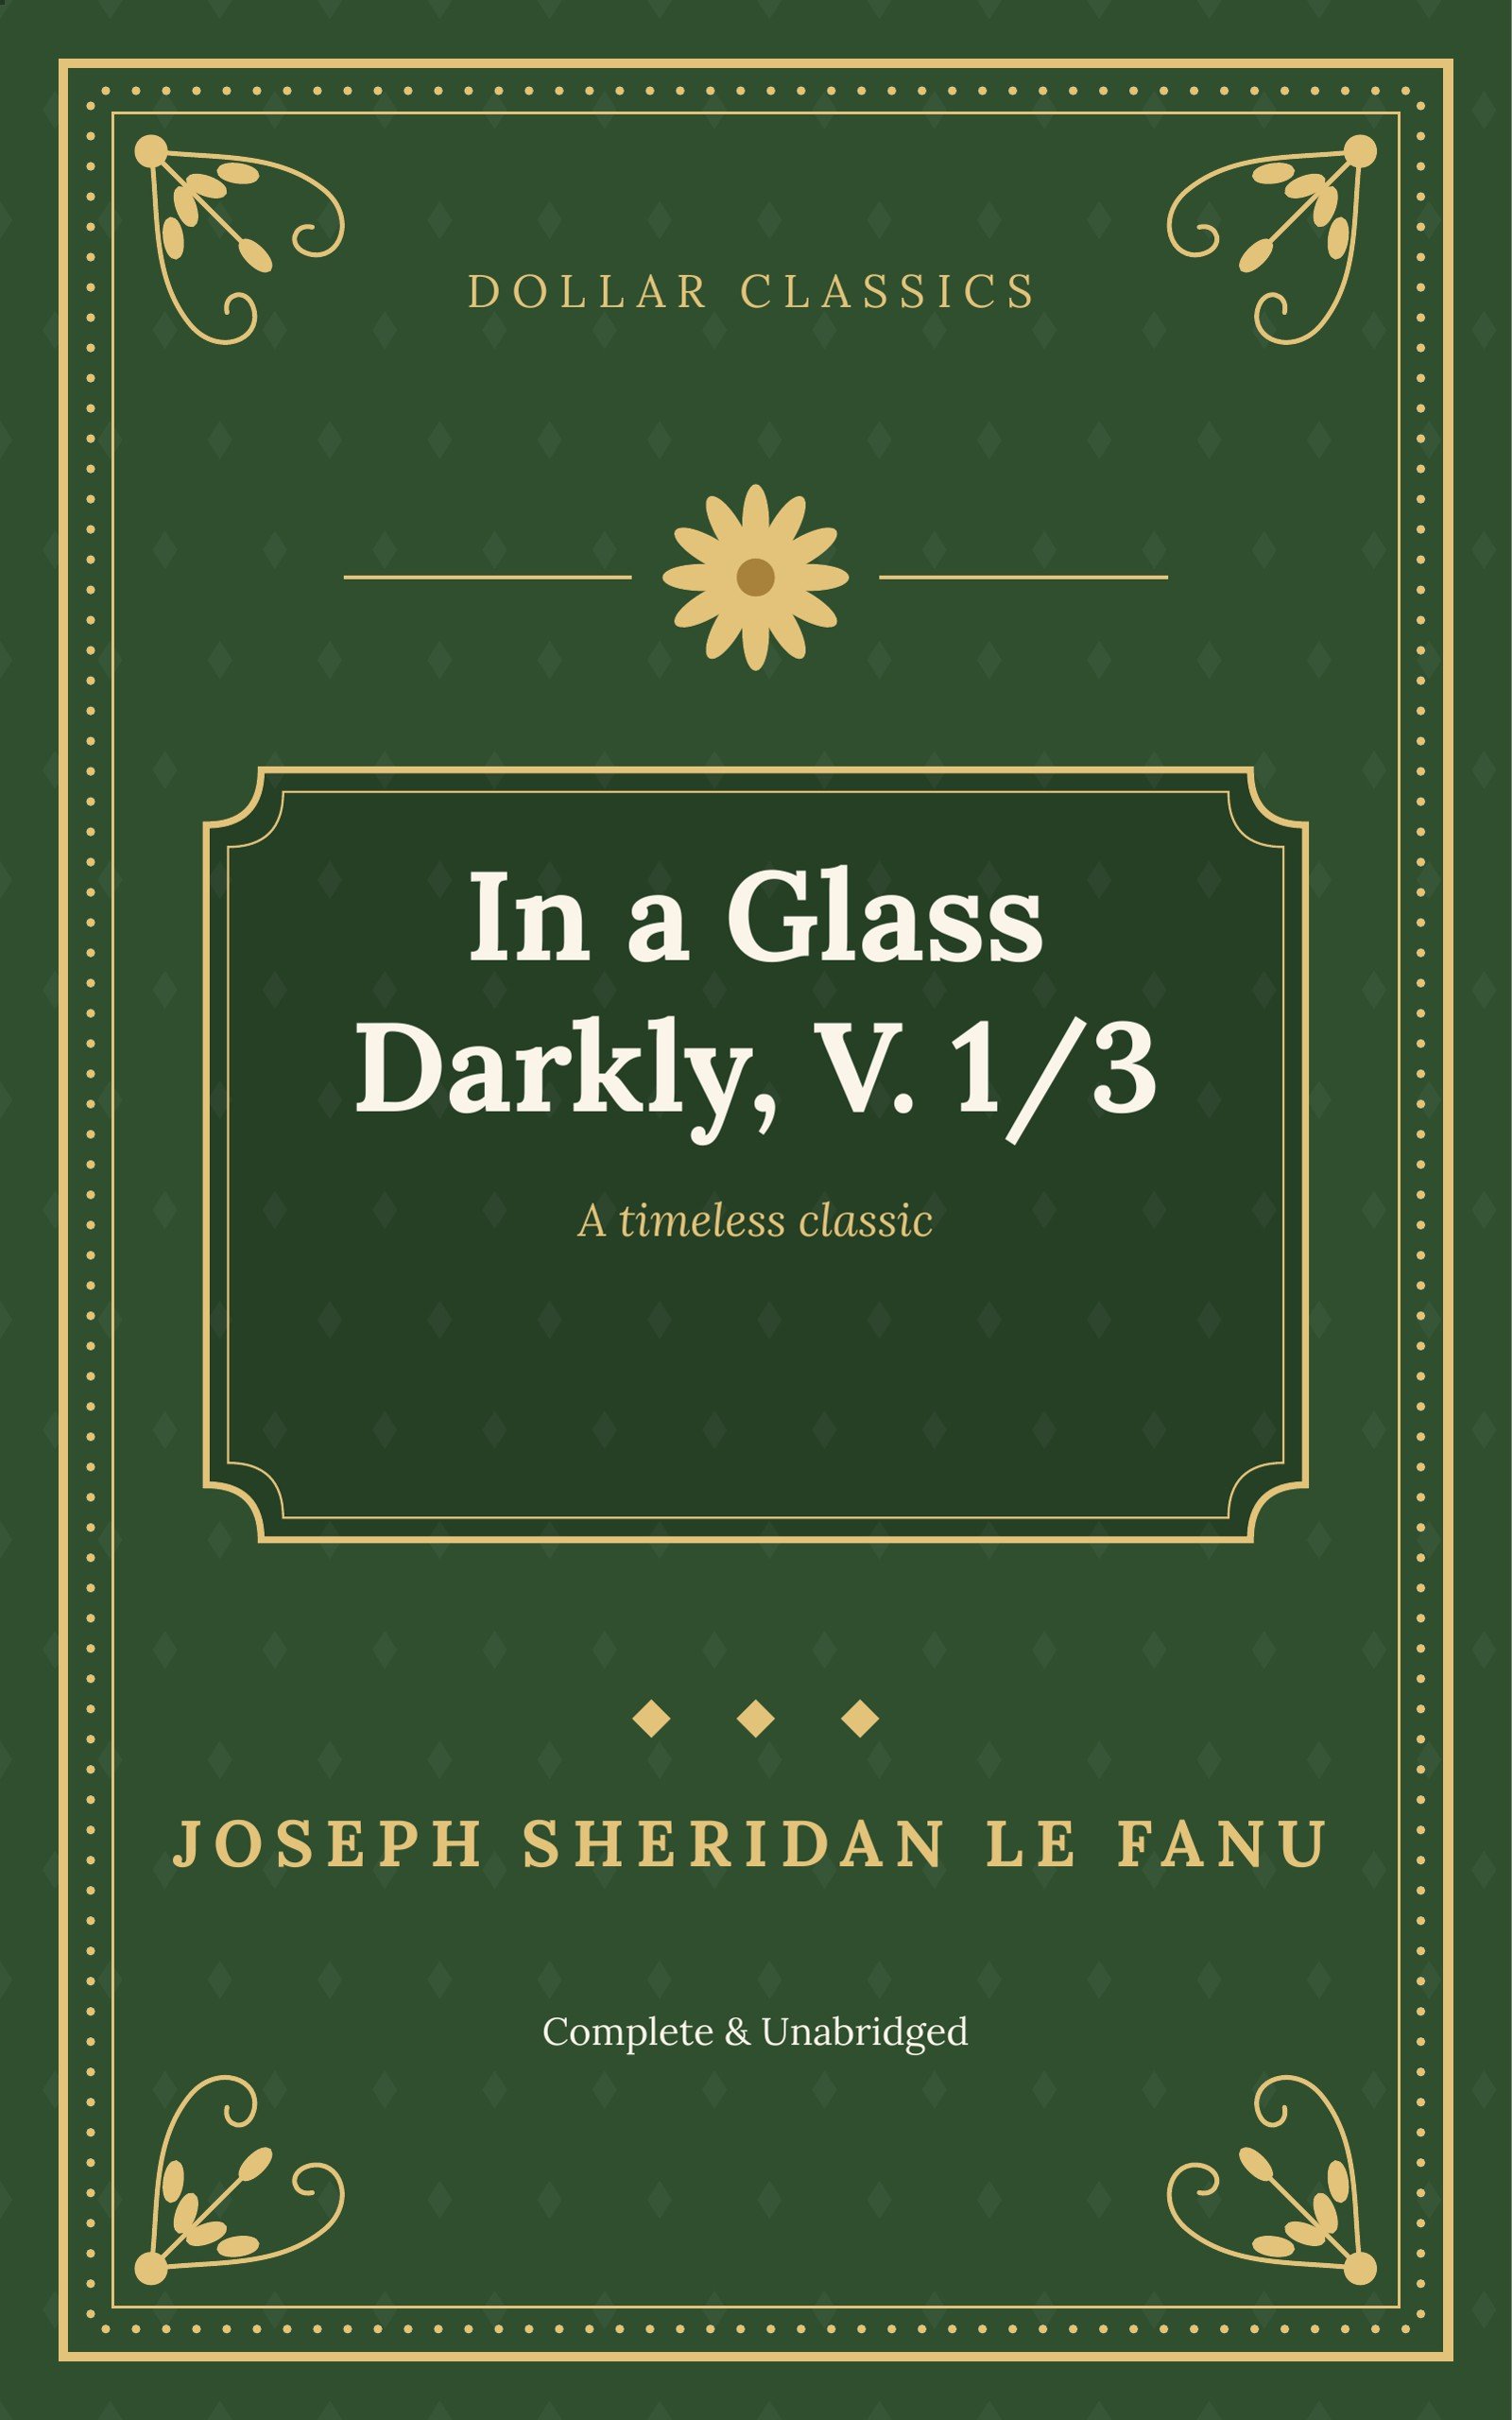 DOLLAR CLASSICS
In a Glass
Darkly, V. 1/3
A timeless classic
JOSEPH SHERIDAN LE FANU
Complete & Unabridged